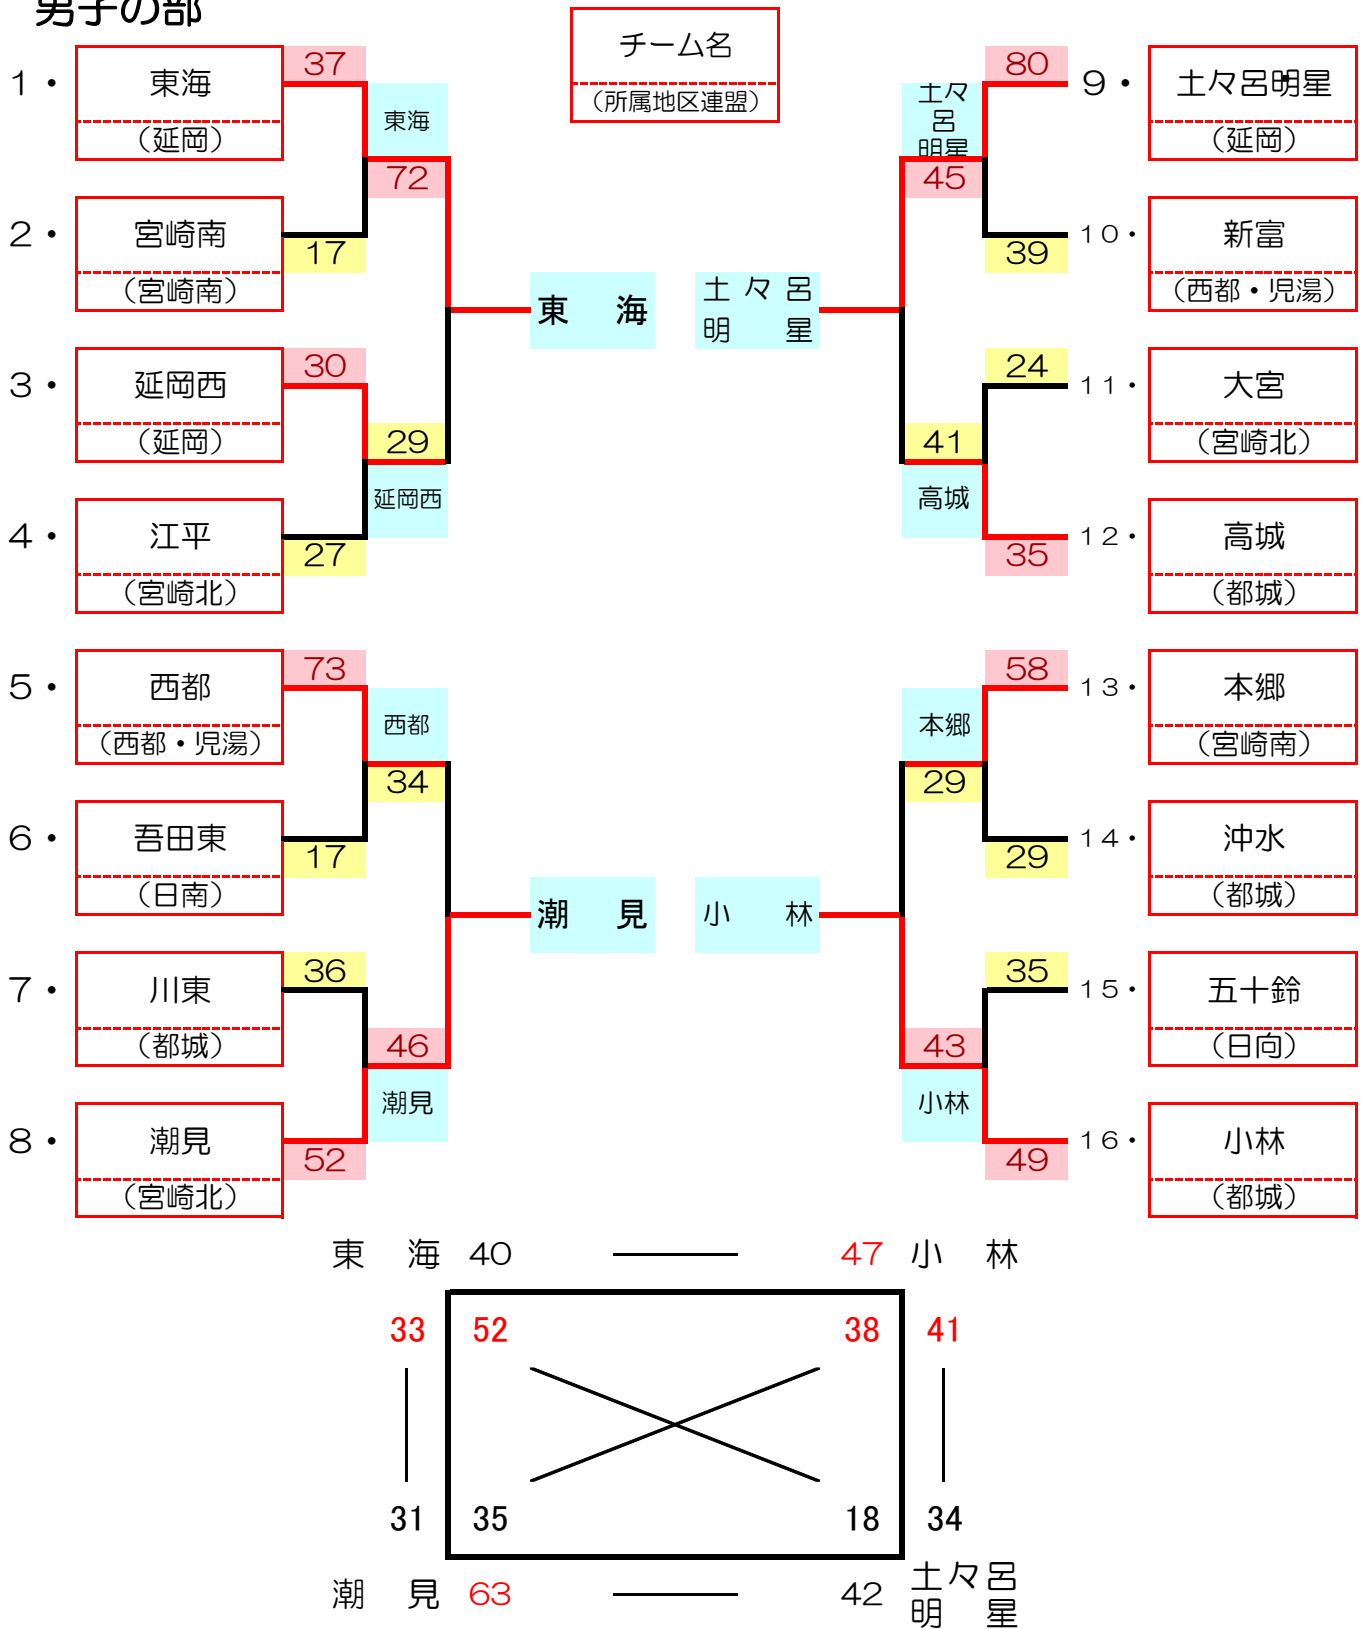 男子の部
チーム名
（所属地区連盟）
1・
東海
（延岡）
37
東海
72
2・
宮崎南
（宮崎南）
17
東　海
3・
延岡西
（延岡）
30
29
延岡西
4・
江平
（宮崎北）
27
5・
西都
（西都・児湯）
73
西都
34
6・
吾田東
（日南）
17
潮　見
7・
川東
（都城）
36
46
潮見
8・
潮見
（宮崎北）
52
80
9・
土々呂明星
（延岡）
土々
呂
明星
45
39
10・
新富
（西都・児湯）
土々呂
明　星
24
11・
大宮
（宮崎北）
41
高城
35
12・
高城
（都城）
58
13・
本郷
（宮崎南）
本郷
29
29
14・
沖水
（都城）
小　林
35
15・
五十鈴
（日向）
43
小林
49
16・
小林
（都城）
東　海 40 47 小　林
33 52 38 41
31 35 18 34
潮　見 63 42 土々呂
明　星